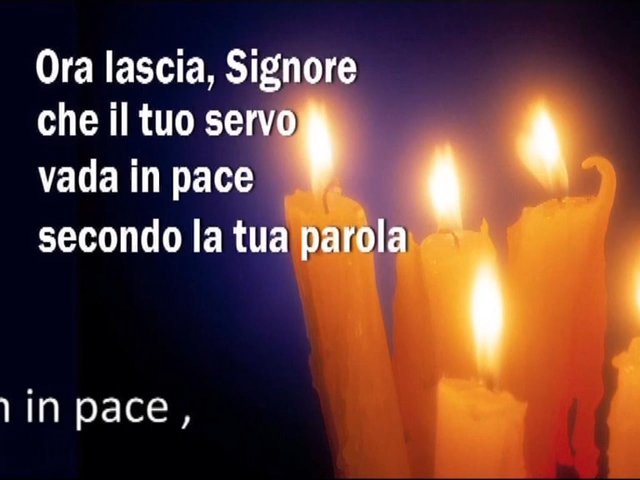 Ora lascia, Signore
che il tuo servo
vada in pace
secondo la tua parola
in pace ,